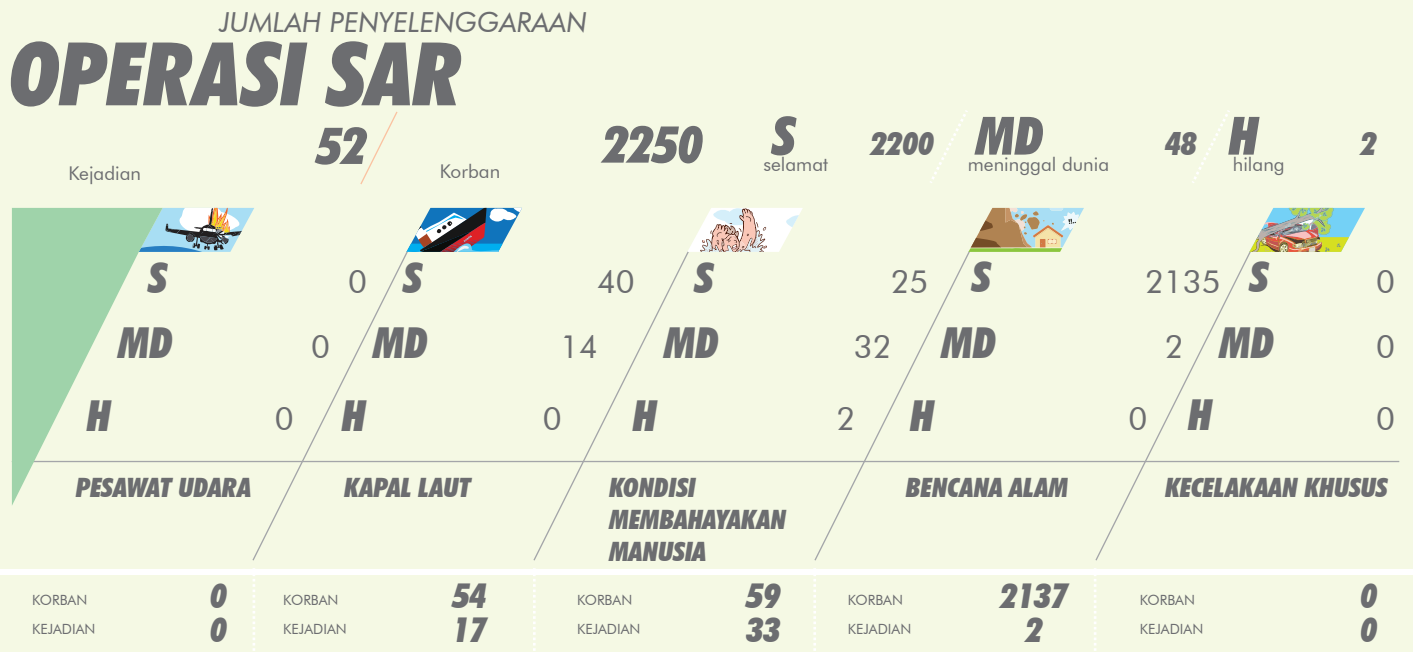 JUMLAH PENYELENGGARAAN
OPERASI SAR
Kejadian 52 Korban 2250 S selamat 2200 MD meninggal dunia 48 H hilang 2
S 0 S 40 S 25 S 2135 S 0
MD 0 MD 14 MD 32 MD 2 MD 0
H 0 H 0 H 2 H 0 H 0
PESAWAT UDARA KAPAL LAUT KONDISI BENCANA ALAM KECELAKAAN KHUSUS
MEMBAHAYAKAN
MANUSIA
KORBAN 0 KORBAN 54 KORBAN 59 KORBAN 2137 KORBAN 0
KEJADIAN 0 KEJADIAN 17 KEJADIAN 33 KEJADIAN 2 KEJADIAN 0